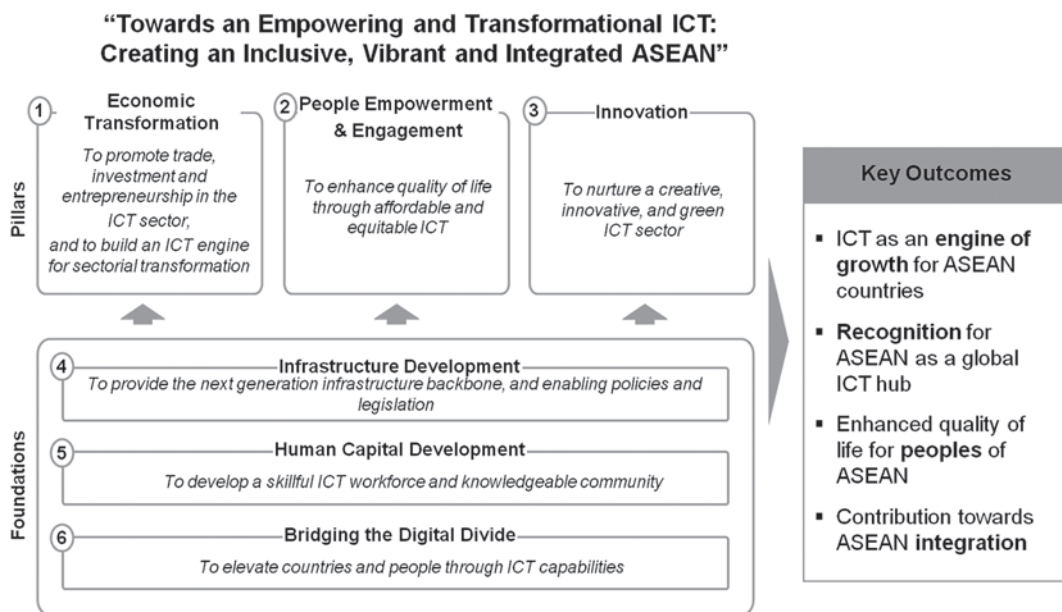 “Towards an Empowering and Transformational ICT:
Creating an Inclusive, Vibrant and Integrated ASEAN”
Pillars
1
Economic
Transformation
To promote trade,
investment and
entrepreneurship in the
ICT sector,
and to build an ICT engine
for sectorial transformation
2
People Empowerment
& Engagement
To enhance quality of life
through affordable and
equitable ICT
3
Innovation
To nurture a creative,
innovative, and green
ICT sector
Foundations
4
Infrastructure Development
To provide the next generation infrastructure backbone, and enabling policies and
legislation
5
Human Capital Development
To develop a skillful ICT workforce and knowledgeable community
6
Bridging the Digital Divide
To elevate countries and people through ICT capabilities
Key Outcomes
▪ ICT as an engine of
growth for ASEAN
countries
▪ Recognition for
ASEAN as a global
ICT hub
▪ Enhanced quality of
life for peoples of
ASEAN
▪ Contribution towards
ASEAN integration